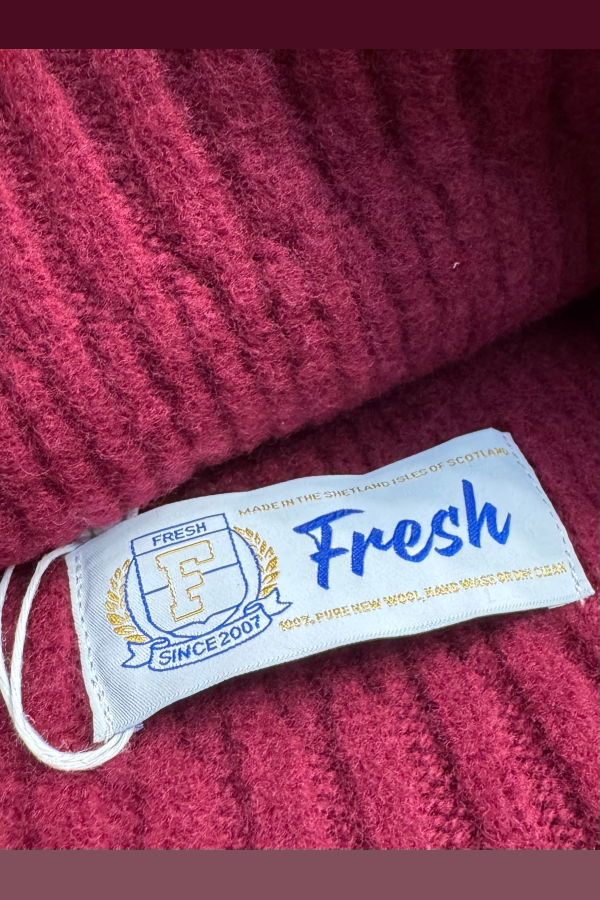 MADE IN THE SHETLAND ISLES OF SCOTLAND
FRESH
F
SINCE 2007
Fresh
100% PURE NEW WOOL, HAND WASH OR DRY CLEAN